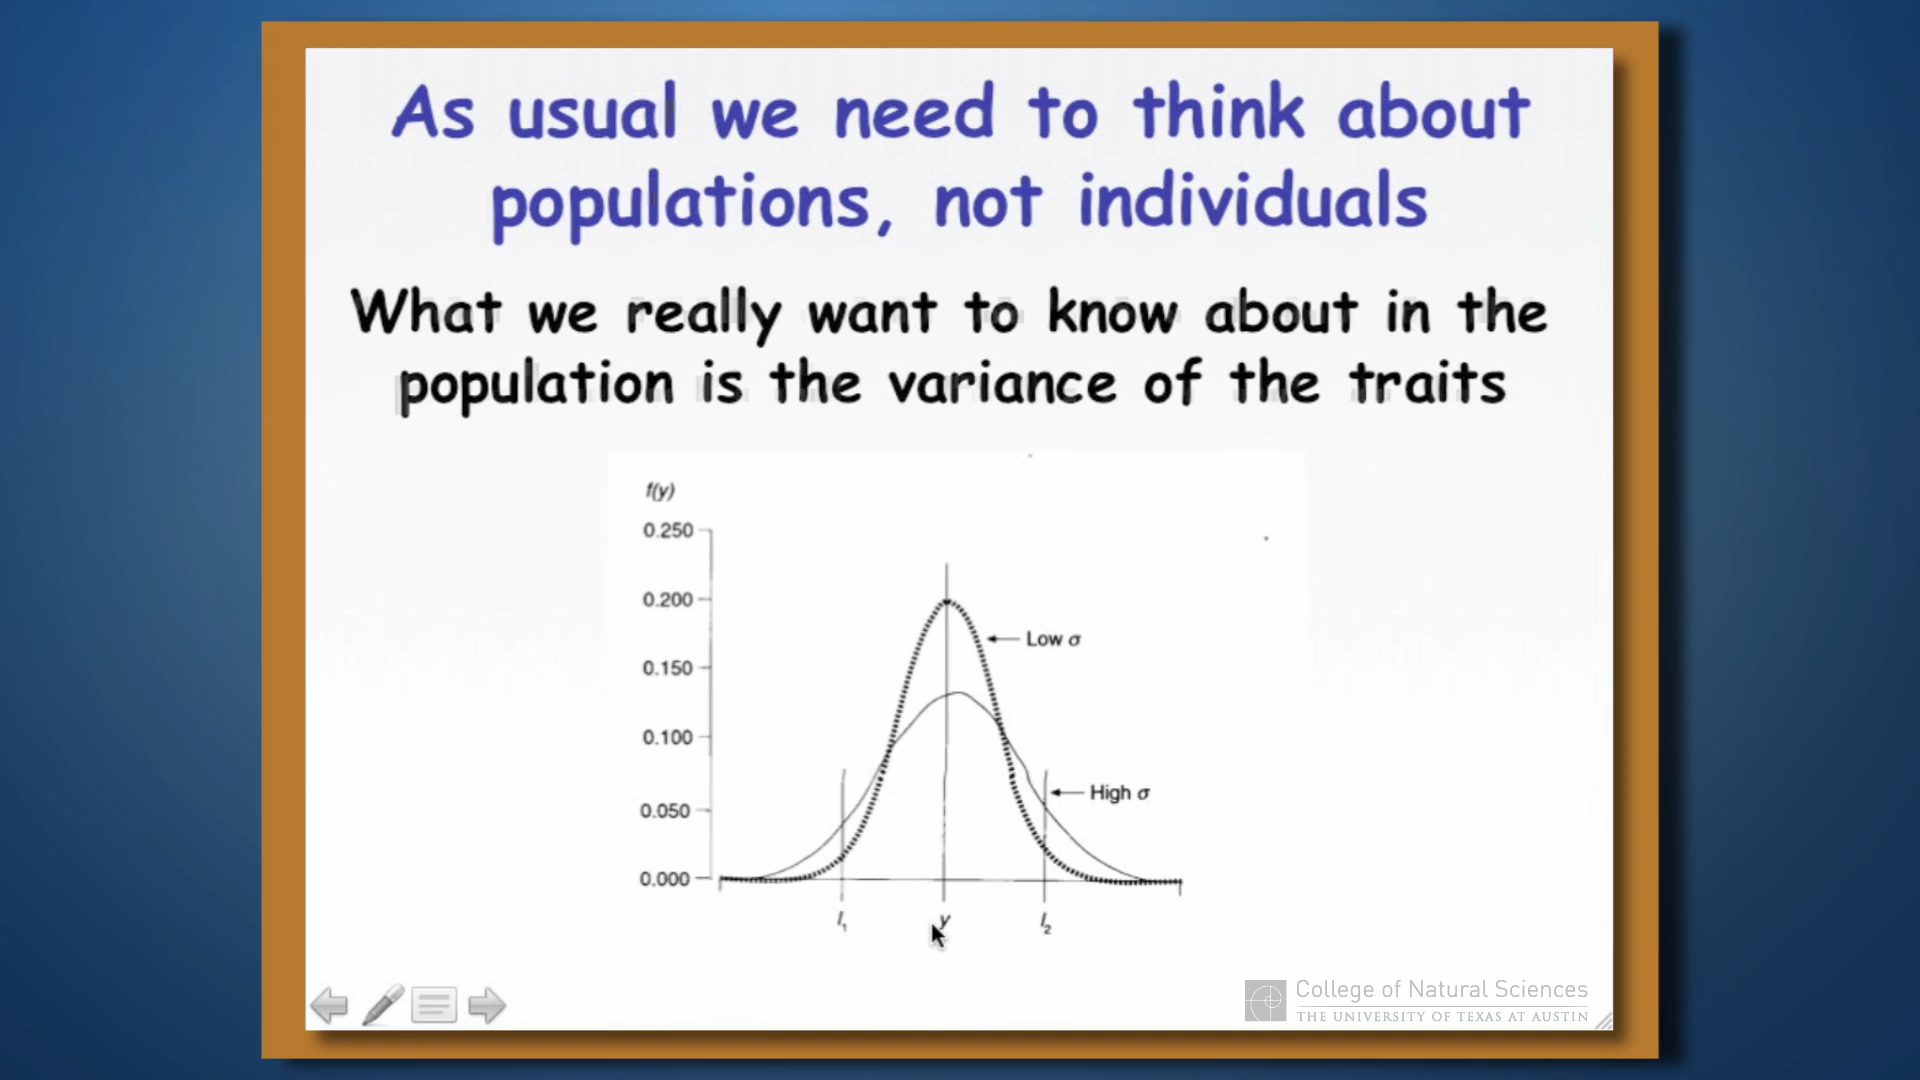 As usual we need to think about
populations, not individuals
What we really want to know about in the
population is the variance of the traits
f(y)
0.250
0.200
Low σ
0.150
0.100
High σ
0.050
0.000
l₁ y l₂
College of Natural Sciences
THE UNIVERSITY OF TEXAS AT AUSTIN